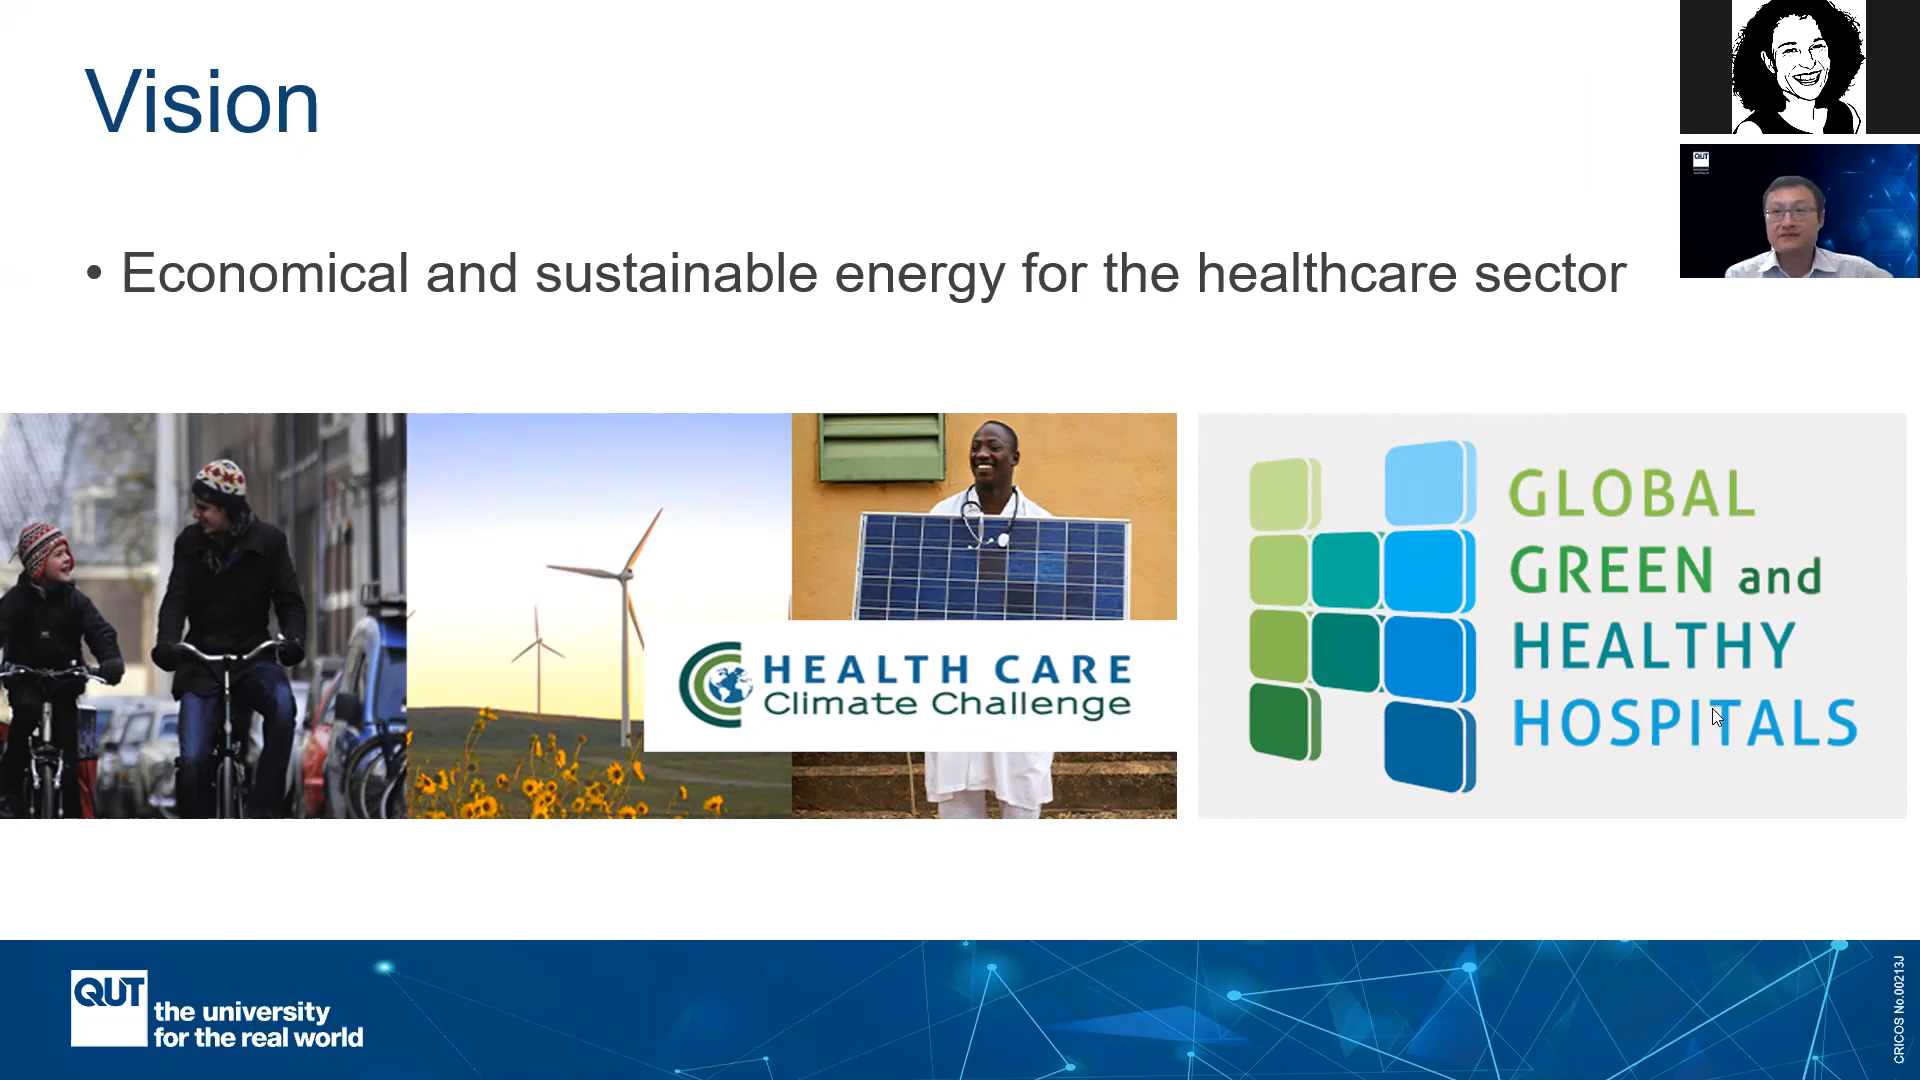 Vision
• Economical and sustainable energy for the healthcare sector
HEALTH CARE
Climate Challenge
GLOBAL
GREEN and
HEALTHY
HOSPITALS
QUT
QUT
the university
for the real world
CRICOS No.00213J